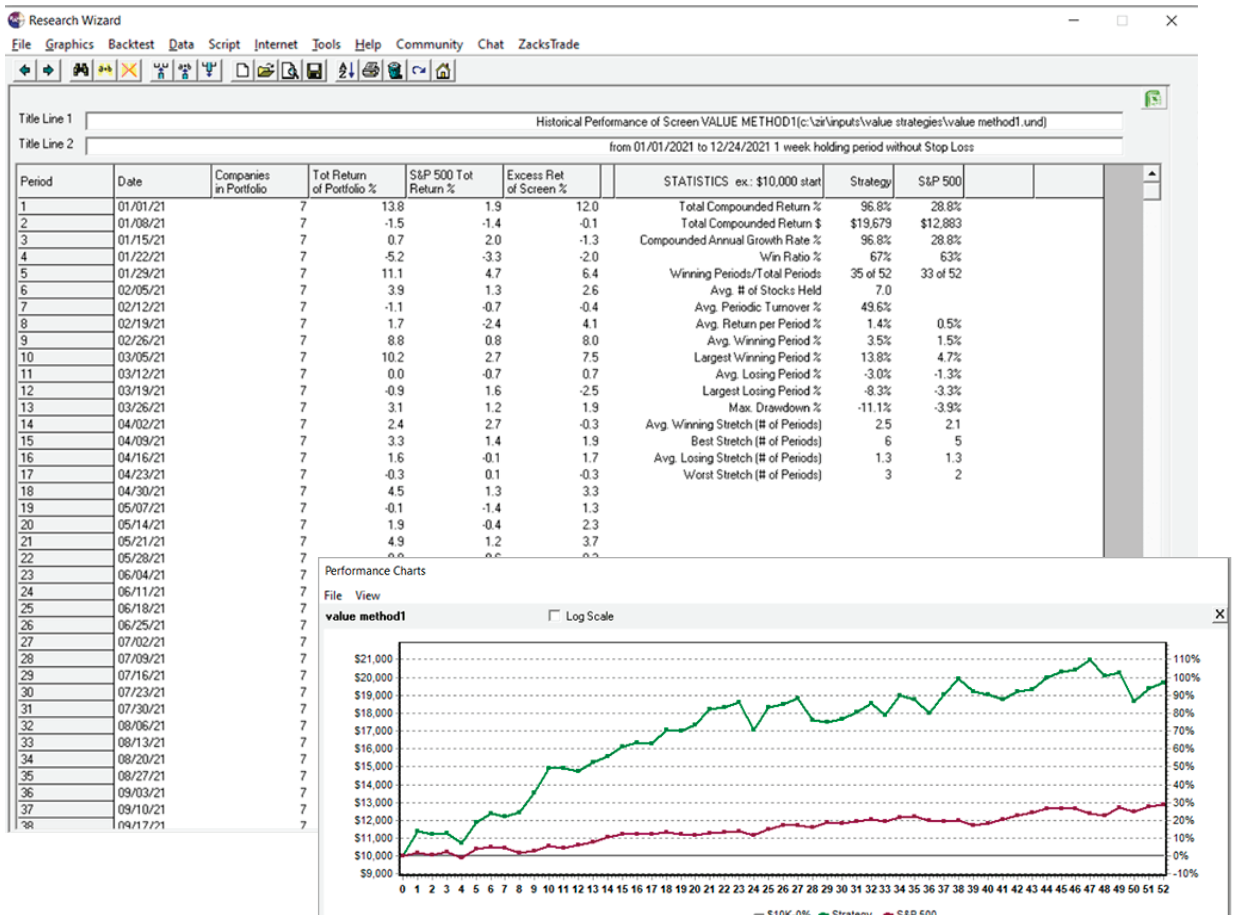 Research Wizard
File Graphics Backtest Data Script Internet Tools Help Community Chat ZacksTrade
Title Line 1 Historical Performance of Screen VALUE METHOD1(c:\zir\inputs\value strategies\value method1.und)
Title Line 2 from 01/01/2021 to 12/24/2021 1 week holding period without Stop Loss
Period Date Companies in Portfolio Tot Return of Portfolio % S&P 500 Tot Return % Excess Ret of Screen % STATISTICS ex.: $10,000 start Strategy S&P 500
1 01/01/21 7 13.8 1.9 12.0 Total Compounded Return % 96.8% 28.8%
2 01/08/21 7 -1.5 -1.4 -0.1 Total Compounded Return $ $19,679 $12,883
3 01/15/21 7 0.7 2.0 -1.3 Compounded Annual Growth Rate % 96.8% 28.8%
4 01/22/21 7 -5.2 -3.3 -2.0 Win Ratio % 67% 63%
5 01/29/21 7 11.1 4.7 6.4 Winning Periods/Total Periods 35 of 52 33 of 52
6 02/05/21 7 3.9 1.3 2.6 Avg. # of Stocks Held 7.0
7 02/12/21 7 -1.1 -0.7 -0.4 Avg. Periodic Turnover % 49.6%
8 02/19/21 7 1.7 -2.4 4.1 Avg. Return per Period % 1.4% 0.5%
9 02/26/21 7 8.8 0.8 8.0 Avg. Winning Period % 3.5% 1.5%
10 03/05/21 7 10.2 2.7 7.5 Largest Winning Period % 13.8% 4.7%
11 03/12/21 7 0.0 -0.7 0.7 Avg. Losing Period % -3.0% -1.3%
12 03/19/21 7 -0.9 1.6 -2.5 Largest Losing Period % -8.3% -3.3%
13 03/26/21 7 3.1 1.2 1.9 Max. Drawdown % -11.1% -3.9%
14 04/02/21 7 2.4 2.7 -0.3 Avg. Winning Stretch (# of Periods) 2.5 2.1
15 04/09/21 7 3.3 1.4 1.9 Best Stretch (# of Periods) 6 5
16 04/16/21 7 1.6 -0.1 1.7 Avg. Losing Stretch (# of Periods) 1.3 1.3
17 04/23/21 7 -0.3 0.1 -0.3 Worst Stretch (# of Periods) 3 2
18 04/30/21 7 4.5 1.3 3.3
19 05/07/21 7 -0.1 -1.4 1.3
20 05/14/21 7 1.9 -0.4 2.3
21 05/21/21 7 4.9 1.2 3.7
22 05/28/21 7
23 06/04/21 7
24 06/11/21 7
25 06/18/21 7
26 06/25/21 7
27 07/02/21 7
28 07/09/21 7
29 07/16/21 7
30 07/23/21 7
31 07/30/21 7
32 08/06/21 7
33 08/13/21 7
34 08/20/21 7
35 08/27/21 7
36 09/03/21 7
37 09/10/21 7
38 09/17/21 7
Performance Charts
File View
value method1 Log Scale X
$21,000 110%
$20,000 100%
$19,000 90%
$18,000 80%
$17,000 70%
$16,000 60%
$15,000 50%
$14,000 40%
$13,000 30%
$12,000 20%
$11,000 10%
$10,000 0%
$9,000 -10%
0 1 2 3 4 5 6 7 8 9 10 11 12 13 14 15 16 17 18 19 20 21 22 23 24 25 26 27 28 29 30 31 32 33 34 35 36 37 38 39 40 41 42 43 44 45 46 47 48 49 50 51 52
$10K-0% Strategy S&P 500